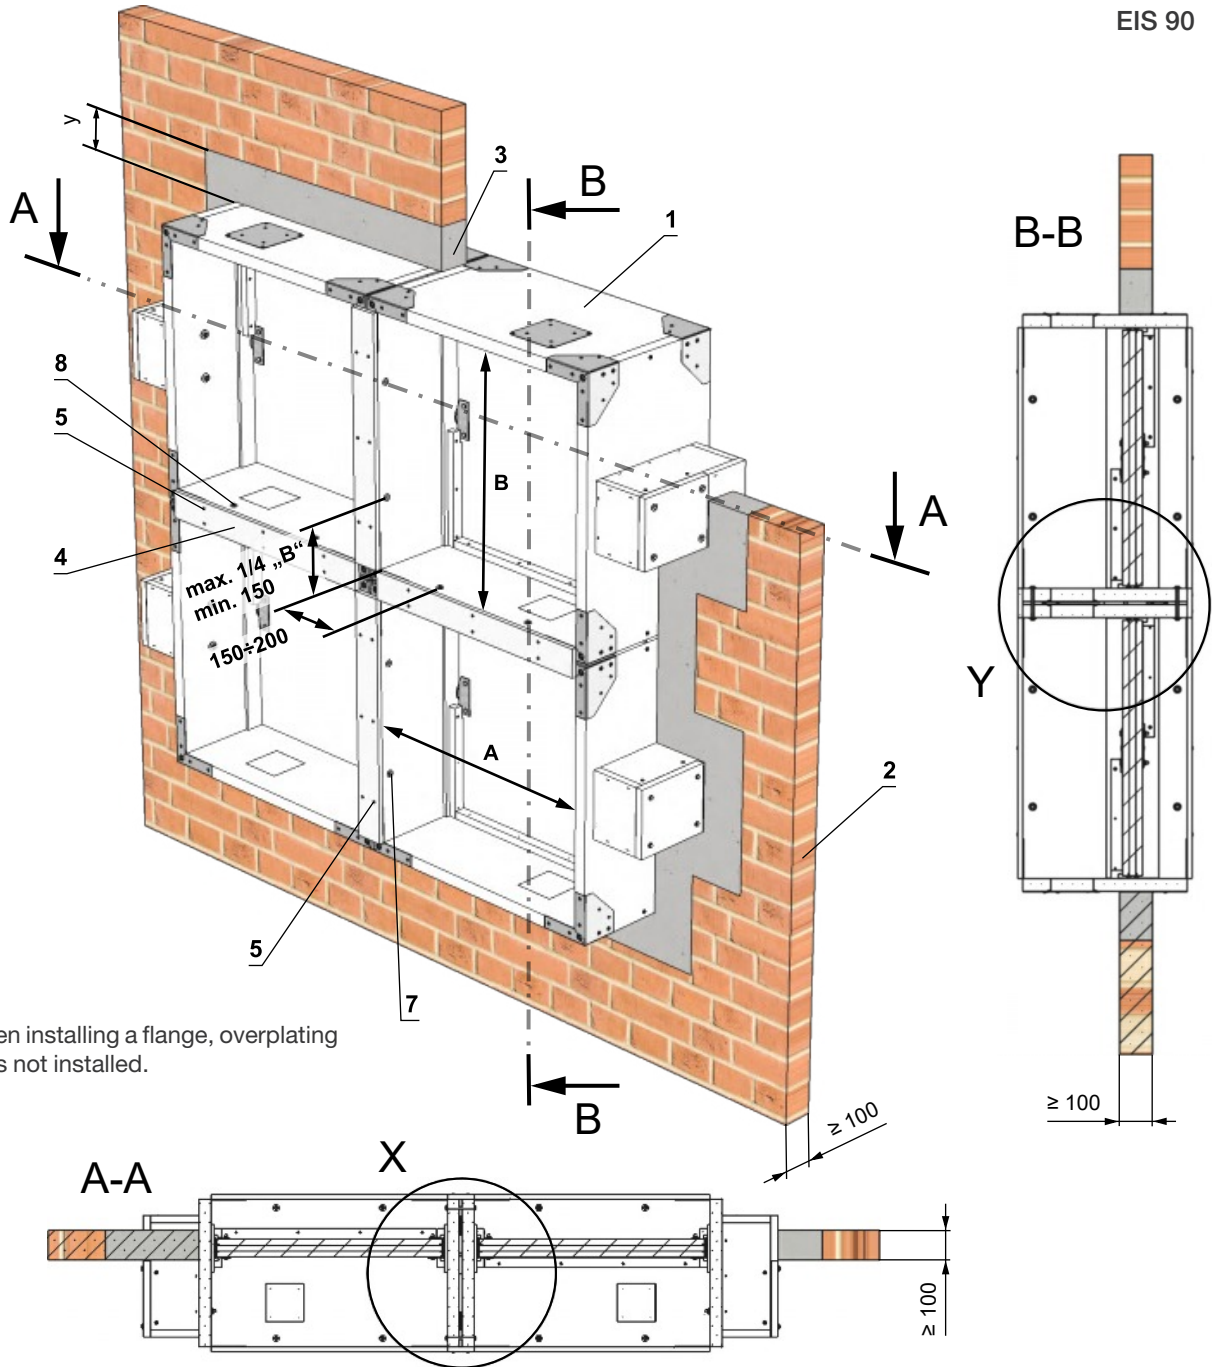 EIS 90
y
3
A
B
1
B-B
8
5
4
B
A
max. 1/4 „B“
min. 150
150÷200
Y
A
2
5
7
en installing a flange, overplating
s not installed.
B
≥ 100
≥ 100
X
A-A
≥ 100